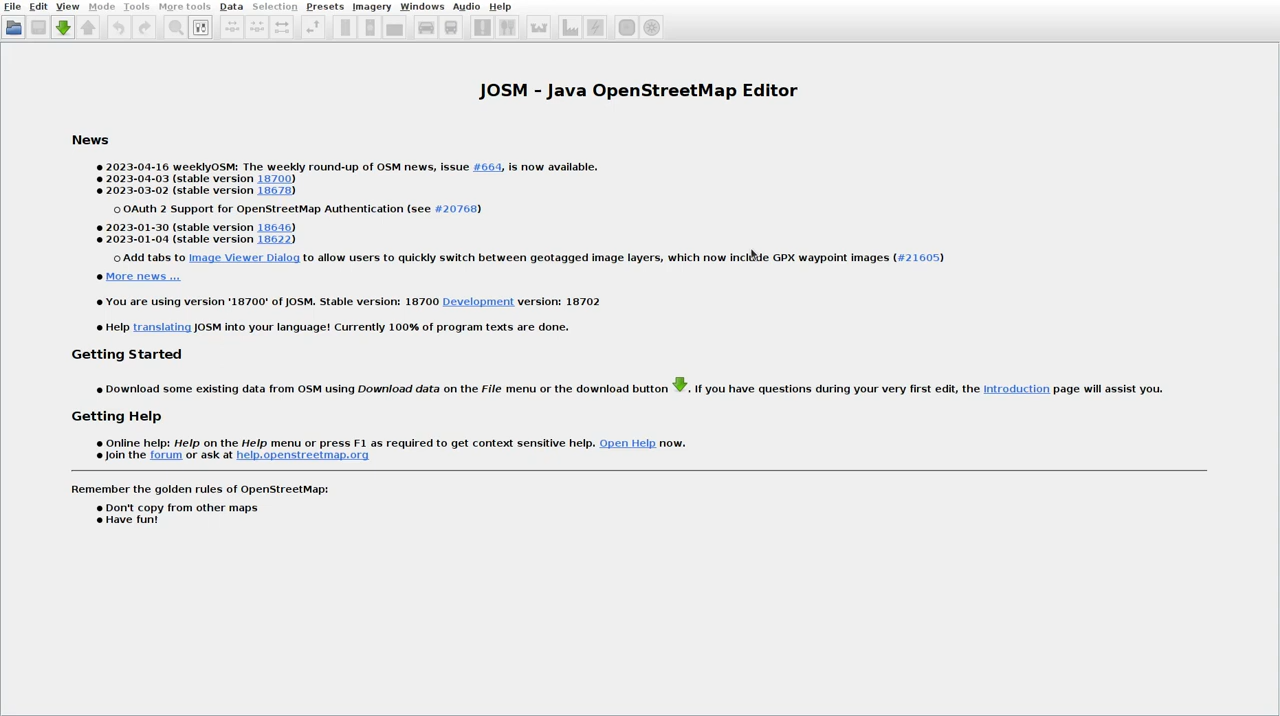 File Edit View Mode Tools More tools Data Selection Presets Imagery Windows Audio Help
JOSM – Java OpenStreetMap Editor
News
2023-04-16 weeklyOSM: The weekly round-up of OSM news, issue #664, is now available.
2023-04-03 (stable version 18700)
2023-03-02 (stable version 18678)
OAuth 2 Support for OpenStreetMap Authentication (see #20768)
2023-01-30 (stable version 18646)
2023-01-04 (stable version 18622)
Add tabs to Image Viewer Dialog to allow users to quickly switch between geotagged image layers, which now include GPX waypoint images (#21605)
More news ...
You are using version '18700' of JOSM. Stable version: 18700 Development version: 18702
Help translating JOSM into your language! Currently 100% of program texts are done.
Getting Started
Download some existing data from OSM using Download data on the File menu or the download button . If you have questions during your very first edit, the Introduction page will assist you.
Getting Help
Online help: Help on the Help menu or press F1 as required to get context sensitive help. Open Help now.
Join the forum or ask at help.openstreetmap.org
Remember the golden rules of OpenStreetMap:
Don't copy from other maps
Have fun!